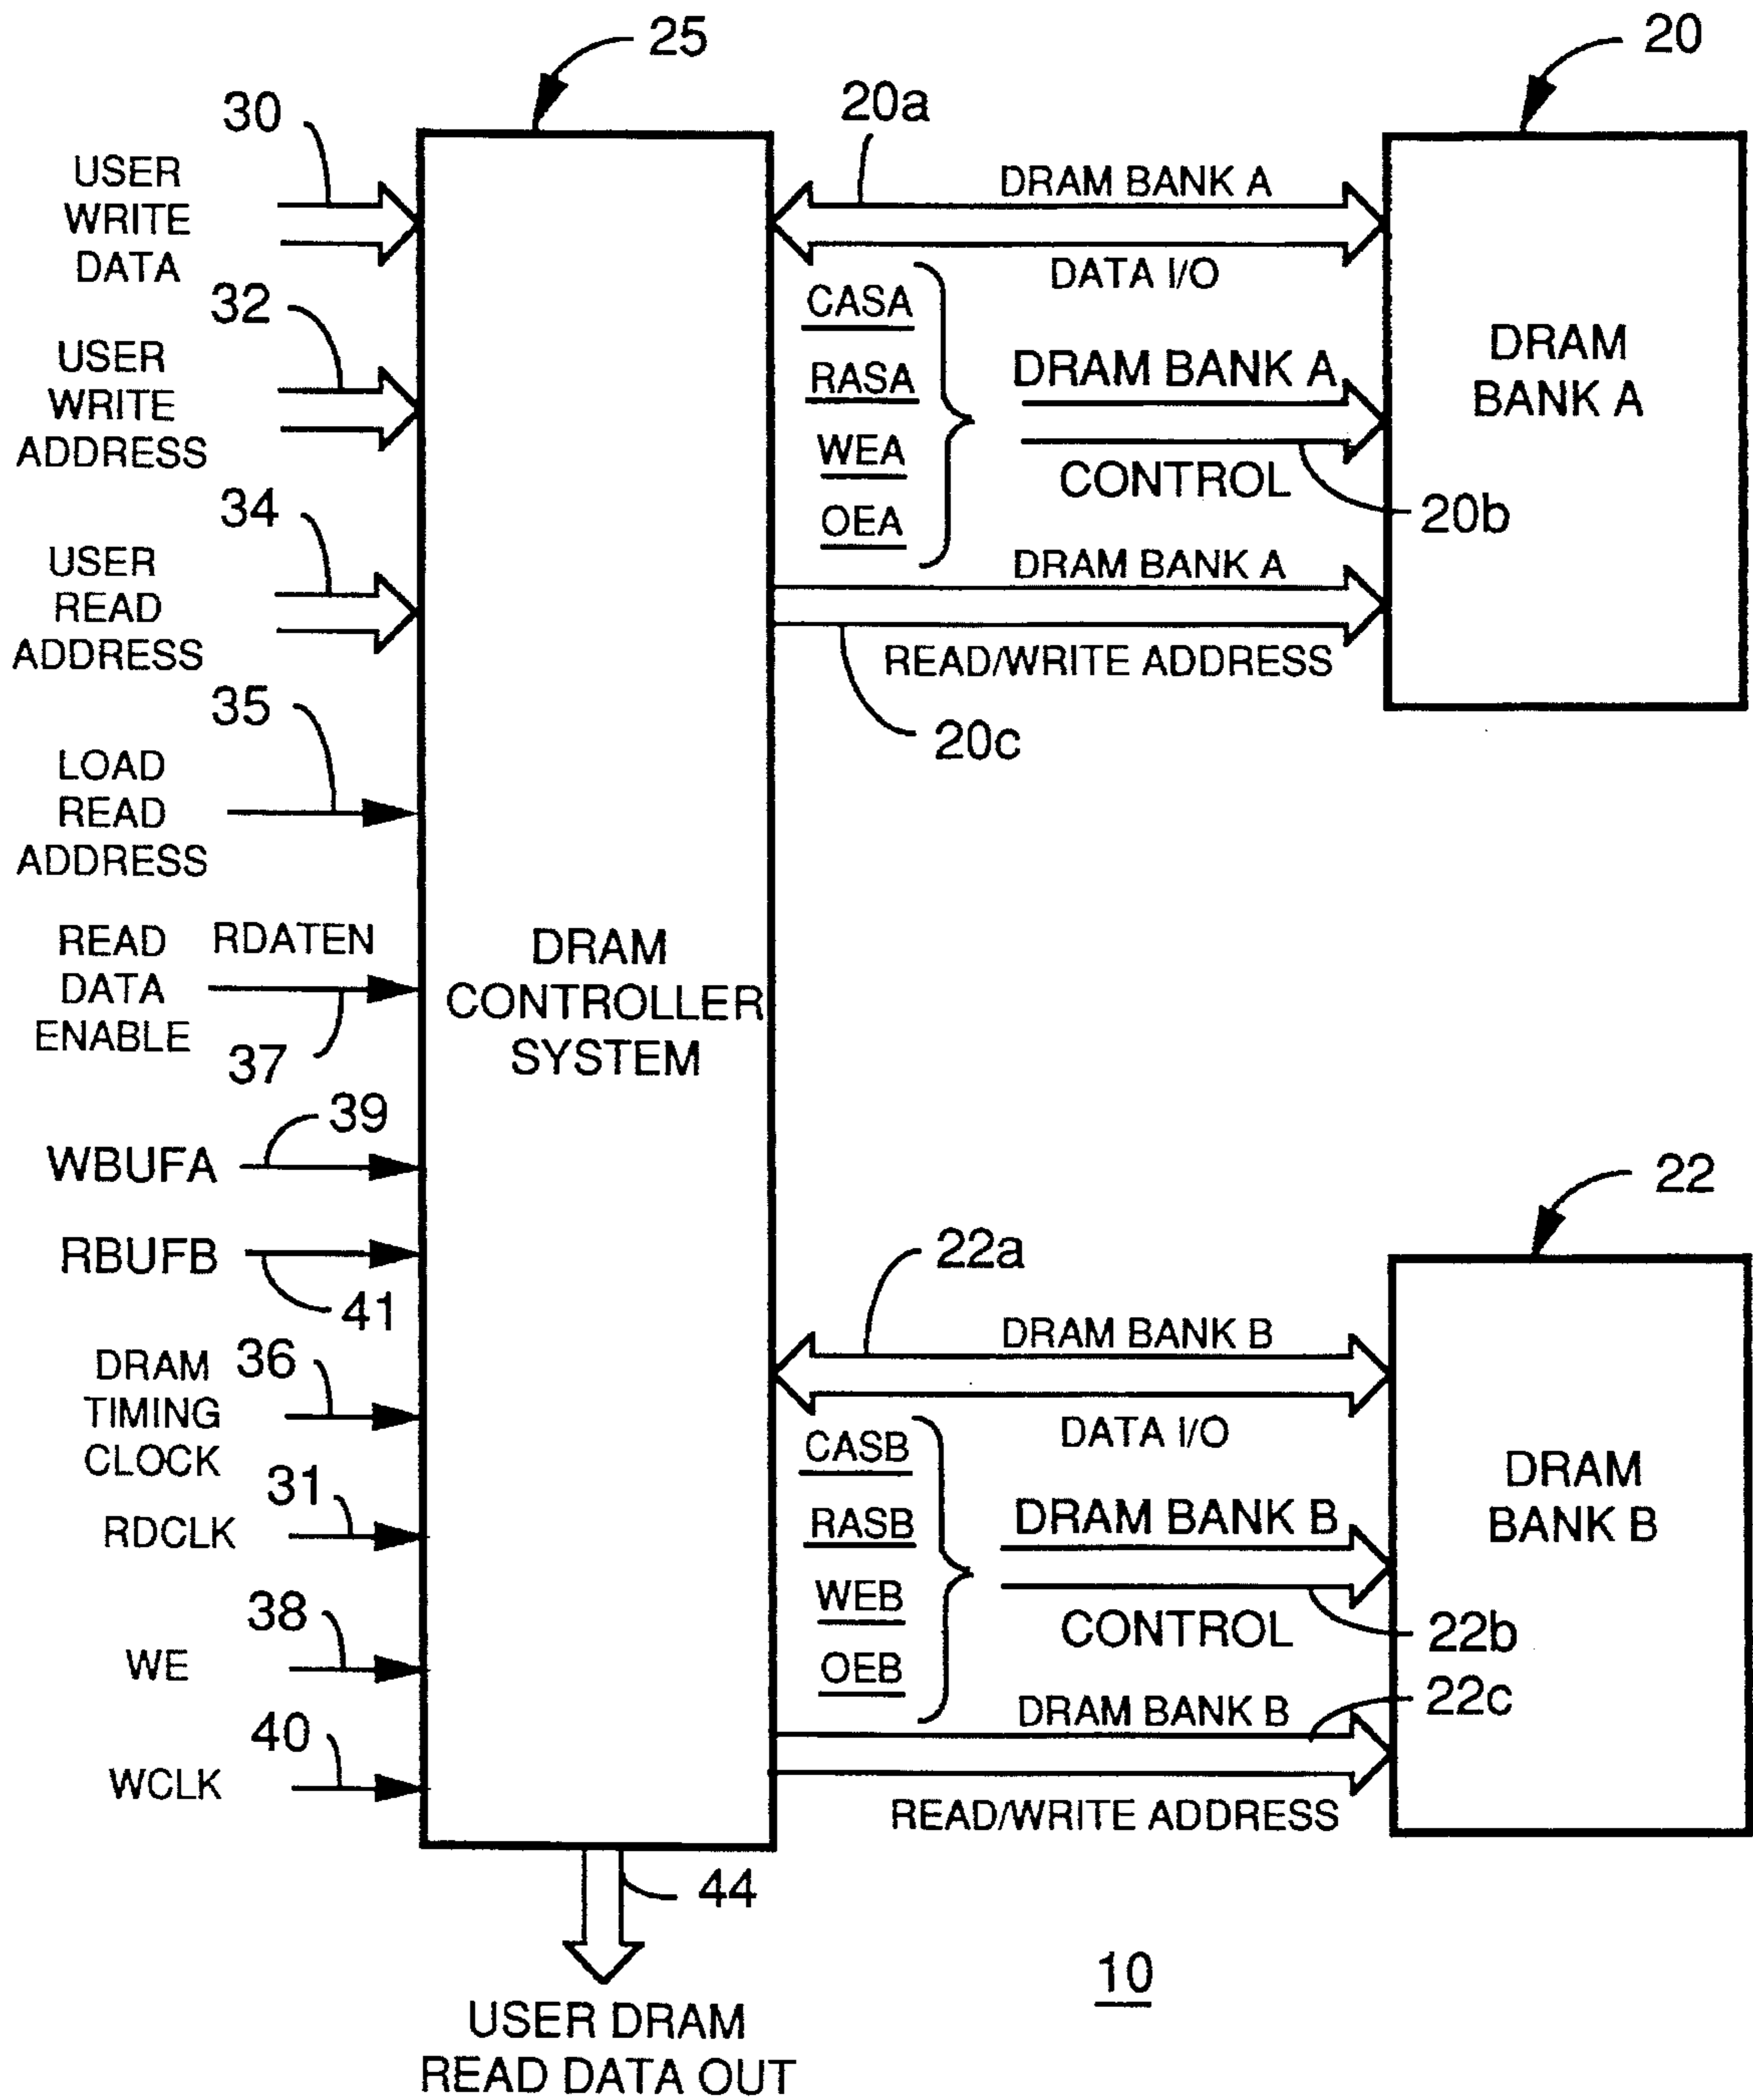 25
20
30
20a
USER
WRITE
DATA
DRAM BANK A
DATA I/O
32
USER
WRITE
ADDRESS
CASA
RASA
WEA
OEA
DRAM BANK A
CONTROL
20b
DRAM
BANK A
34
USER
READ
ADDRESS
DRAM BANK A
READ/WRITE ADDRESS
20c
35
LOAD
READ
ADDRESS
READ
DATA
ENABLE
RDATEN
37
DRAM
CONTROLLER
SYSTEM
39
WBUFA
RBUFB
41
22
22a
DRAM BANK B
DATA I/O
36
DRAM
TIMING
CLOCK
31
RDCLK
CASB
RASB
WEB
OEB
DRAM BANK B
CONTROL
22b
DRAM
BANK B
38
WE
22c
DRAM BANK B
READ/WRITE ADDRESS
40
WCLK
44
USER DRAM
READ DATA OUT
10